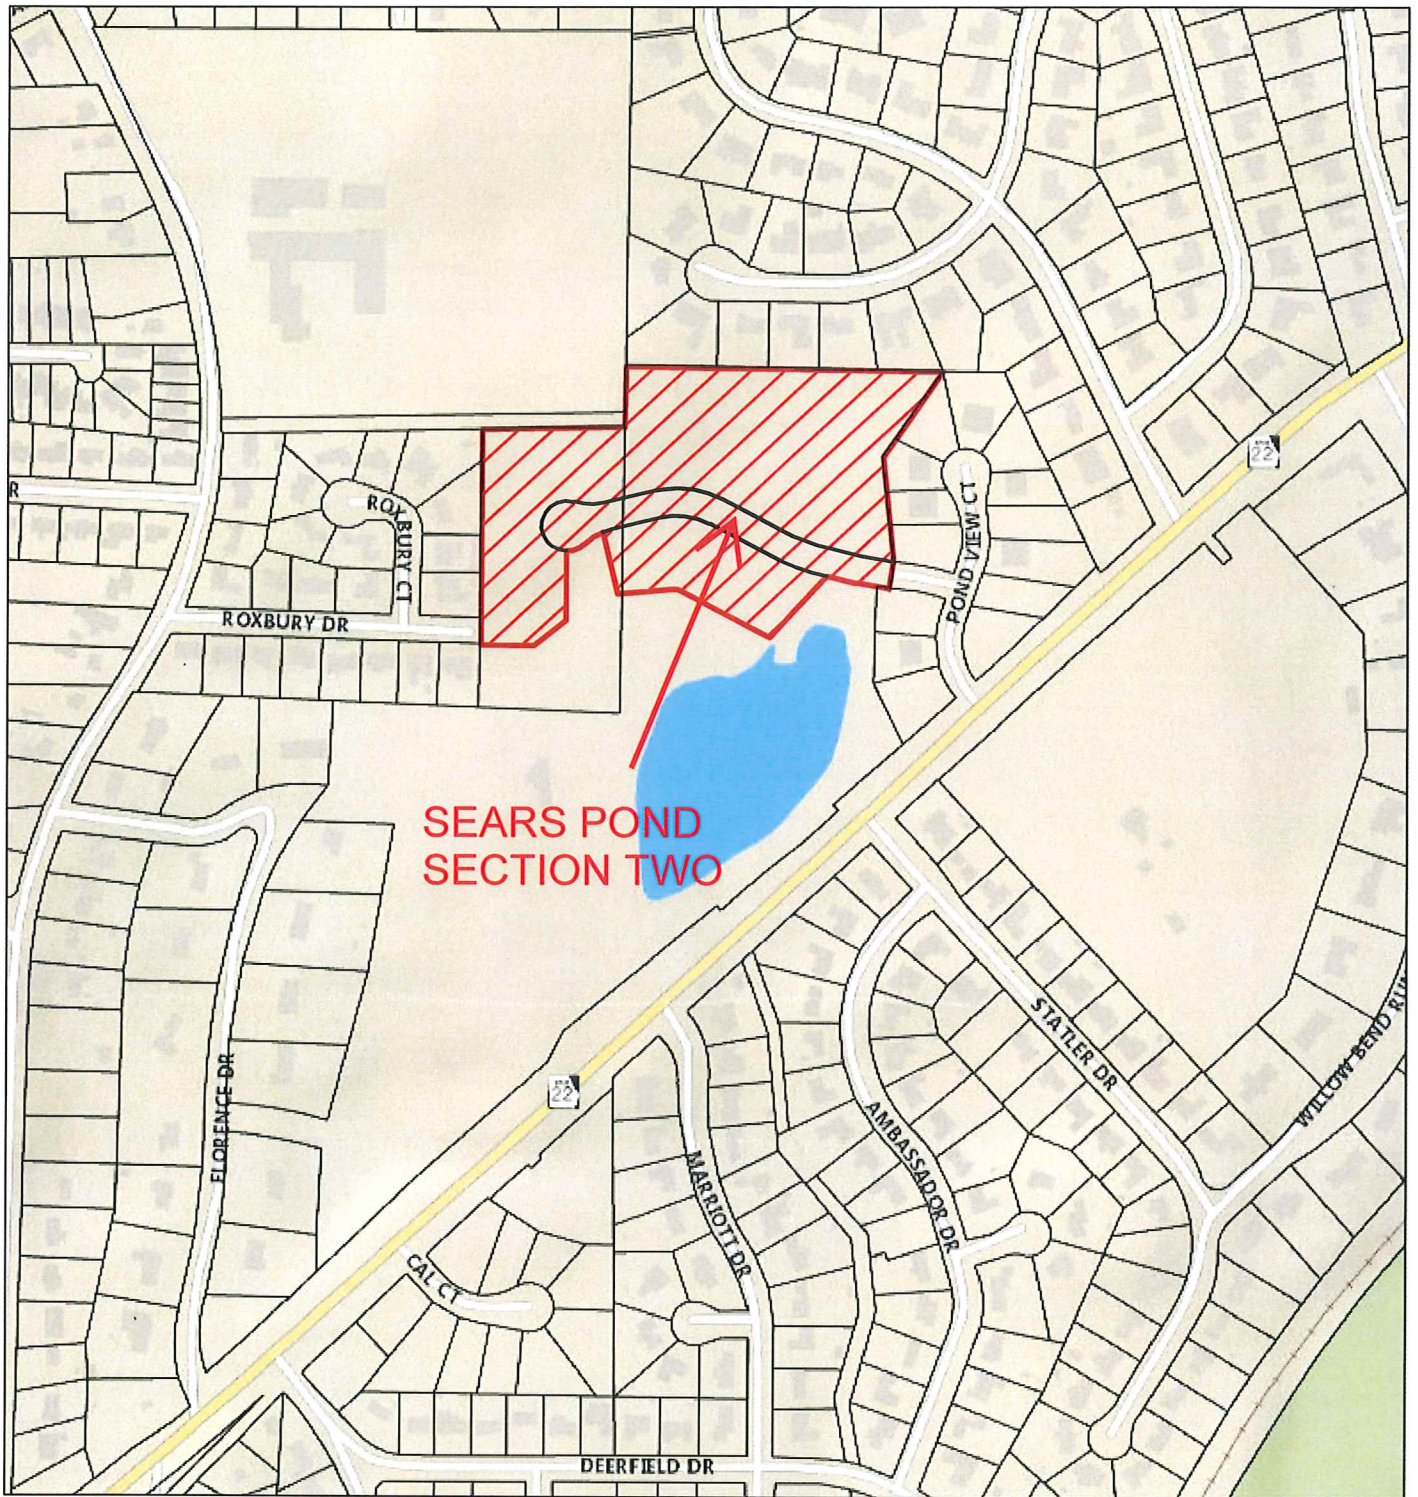 22
R
ROXBURY CT
POND VIEW CT
ROXBURY DR
SEARS POND
SECTION TWO
STATLER DR
WILLOW BEND RUN
22
FLORENCE DR
AMBASSADOR DR
MARRIOTT DR
CAL CT
DEERFIELD DR